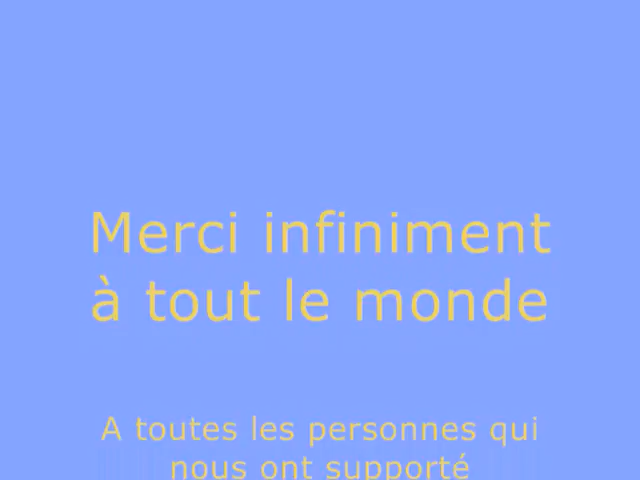 Merci infiniment
à tout le monde
A toutes les personnes qui
nous ont supporté